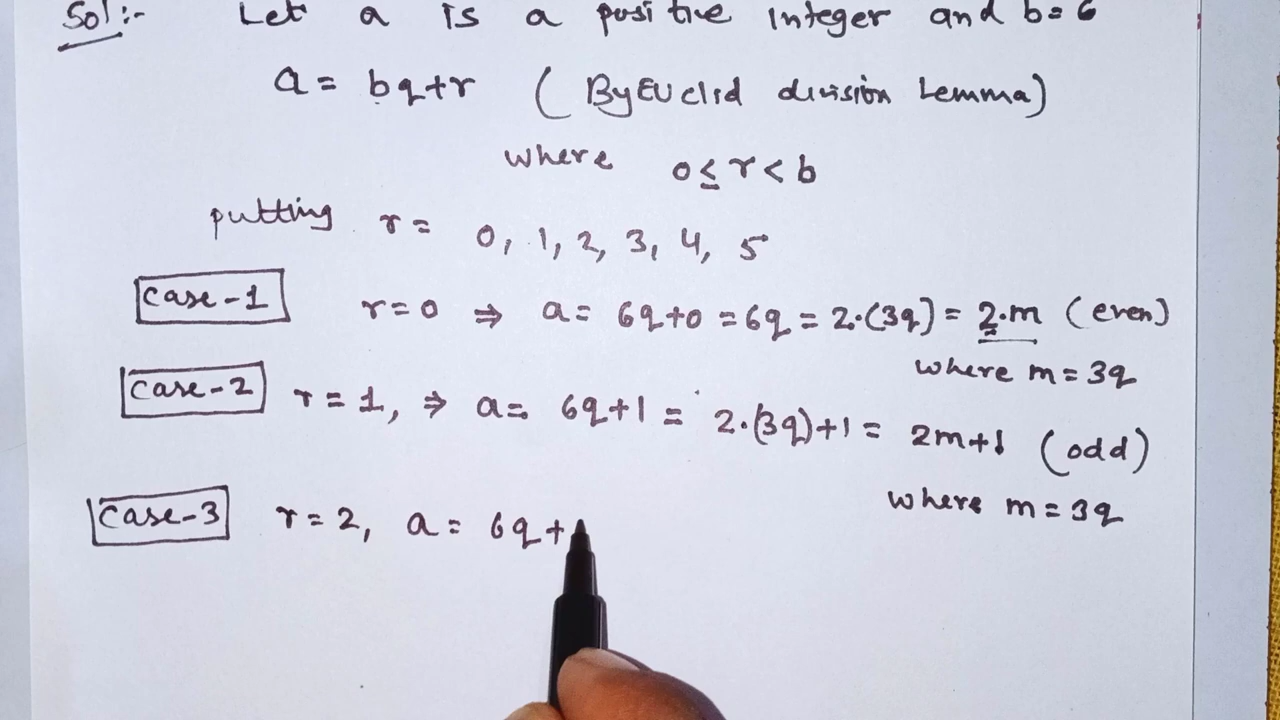 Sol:- Let a is a positive integer and b=6
a = bq+r (By EUclid division Lemma)
where 0≤r<b
putting r = 0, 1, 2, 3, 4, 5
case-1 r=0 ⇒ a= 6q+0 =6q = 2·(3q) = 2·m (even)
where m=3q
case-2 r=1, ⇒ a= 6q+1 = 2·(3q)+1 = 2m+1 (odd)
where m=3q
case-3 r=2, a= 6q+